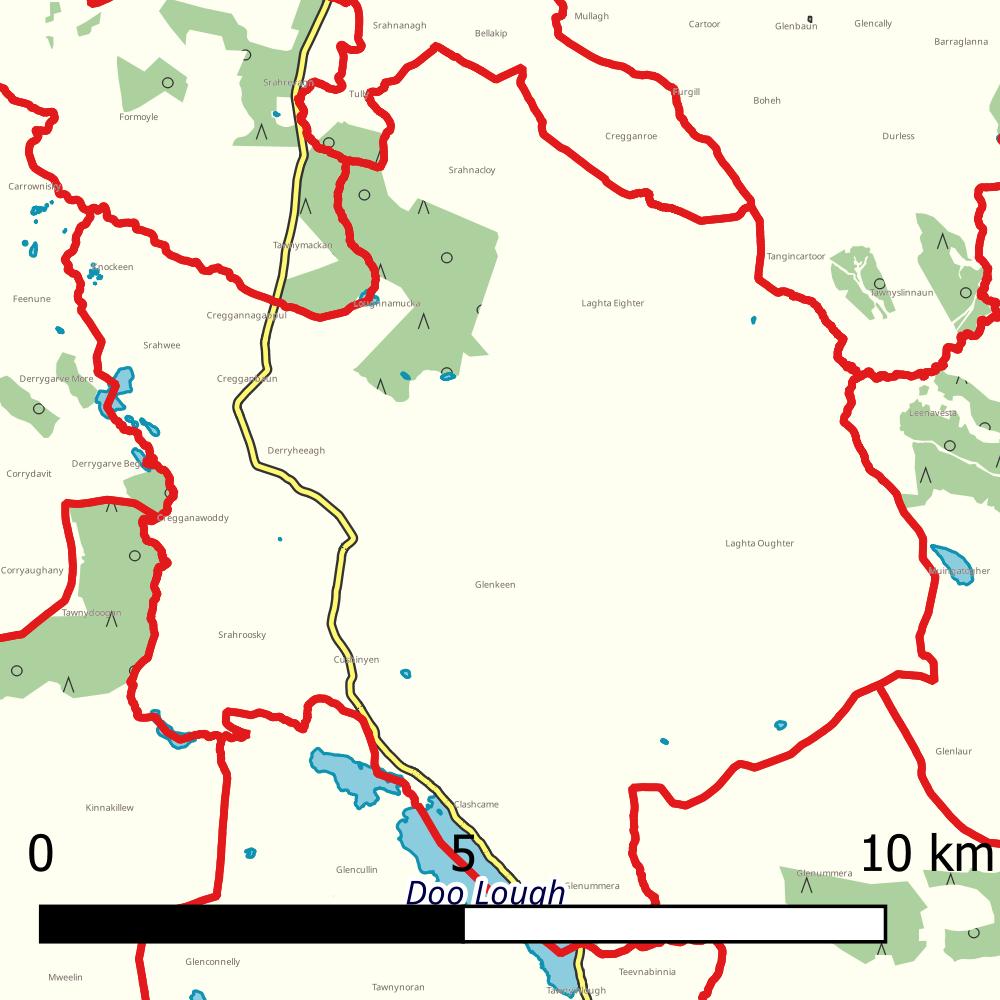 Mullagh
Cartoor
Glenbaun
Glencally
Srahnanagh
Bellakip
Barraglanna
Srahrevagh
Tully
Furgill
Boheh
Formoyle
Cregganroe
Durless
Srahnacloy
Carrownisky
Tawnymackan
Tangincartoor
Knockeen
Feenune
Tawnyslinnaun
Loughnamucka
Laghta Eighter
Creggannagappul
Srahwee
Derrygarve More
Cregganbaun
Leenavesta
Derryheeagh
Derrygarve Beg
Corrydavit
Cregganawoddy
Laghta Oughter
Corryaughany
Muingatogher
Glenkeen
Tawnydoogan
Srahroosky
Cushinyen
Glenlaur
Kinnakillew
Clashcame
0 5 10 km
Glencullin
Glenummera
Glenummera
Doo Lough
Glenconnelly
Mweelin
Teevnabinnia
Tawnynoran